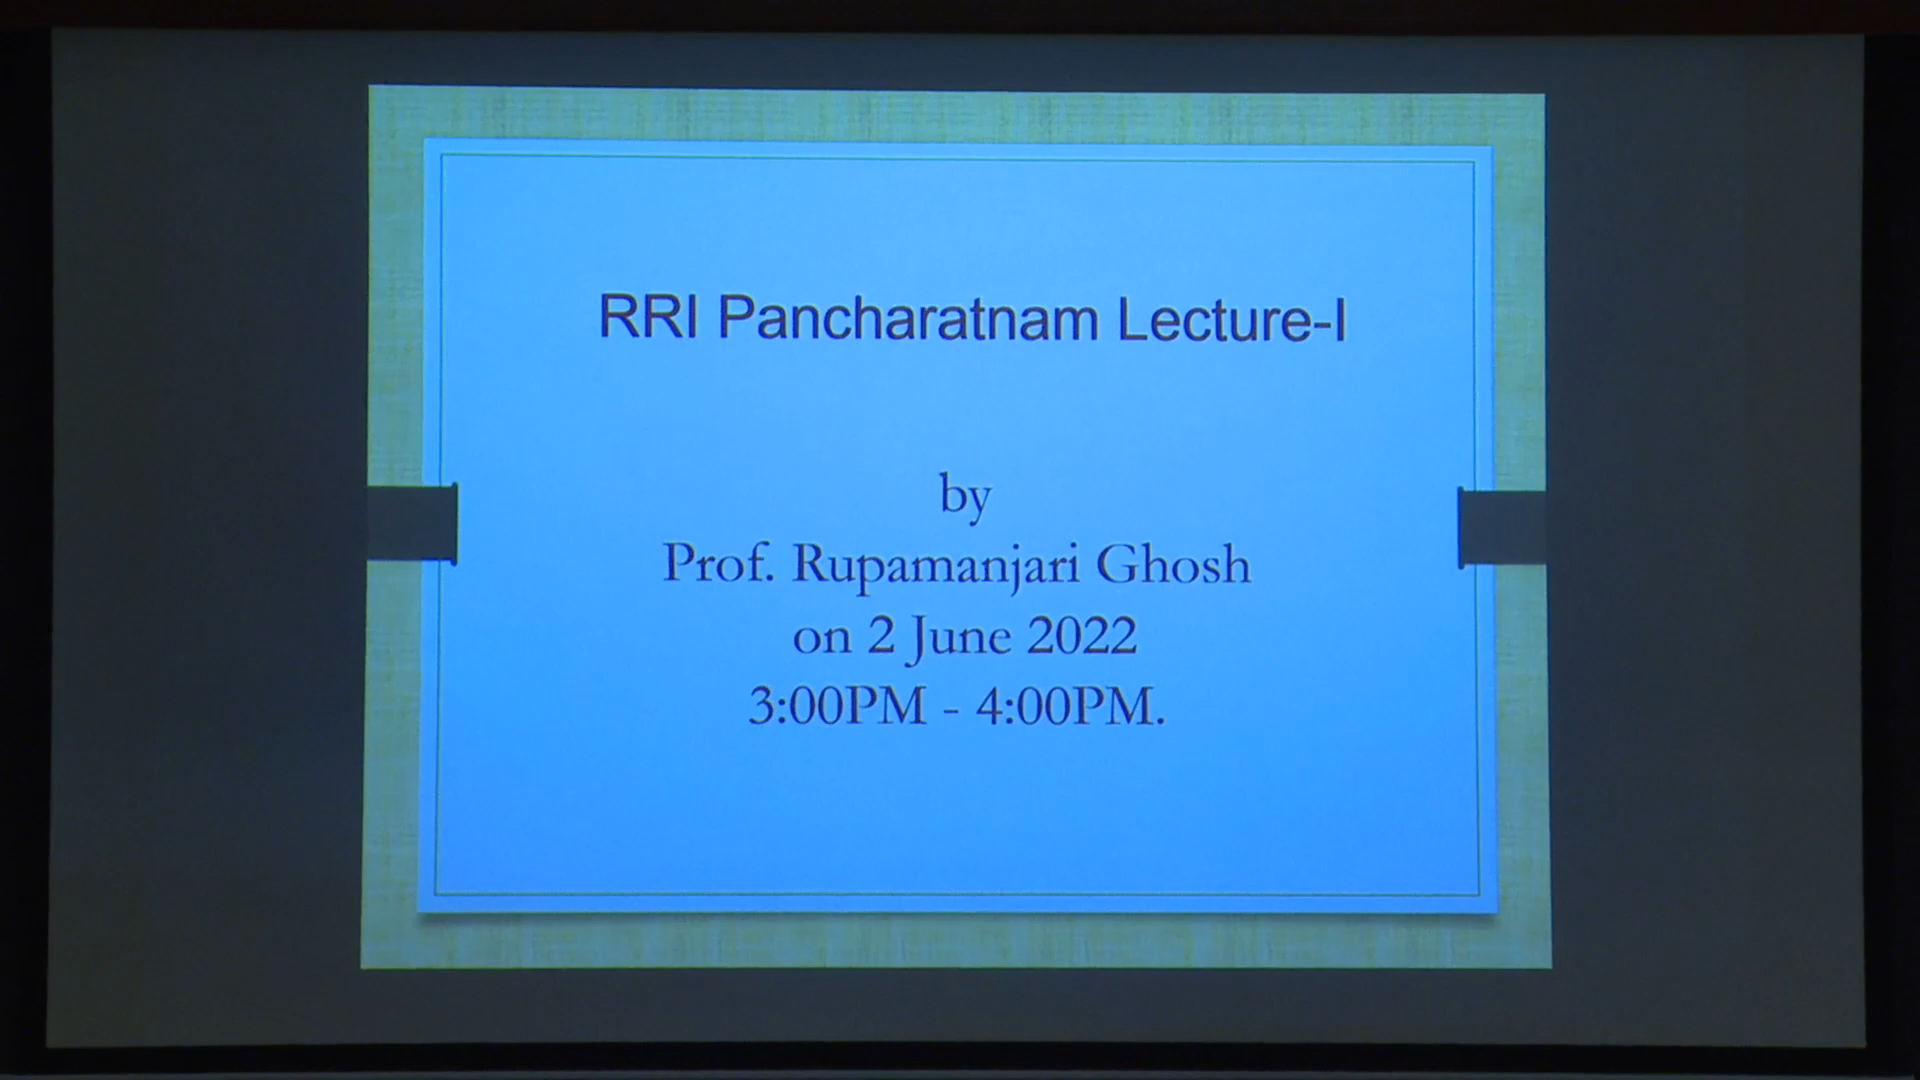 RRI Pancharatnam Lecture-I
by
Prof. Rupamanjari Ghosh
on 2 June 2022
3:00PM - 4:00PM.